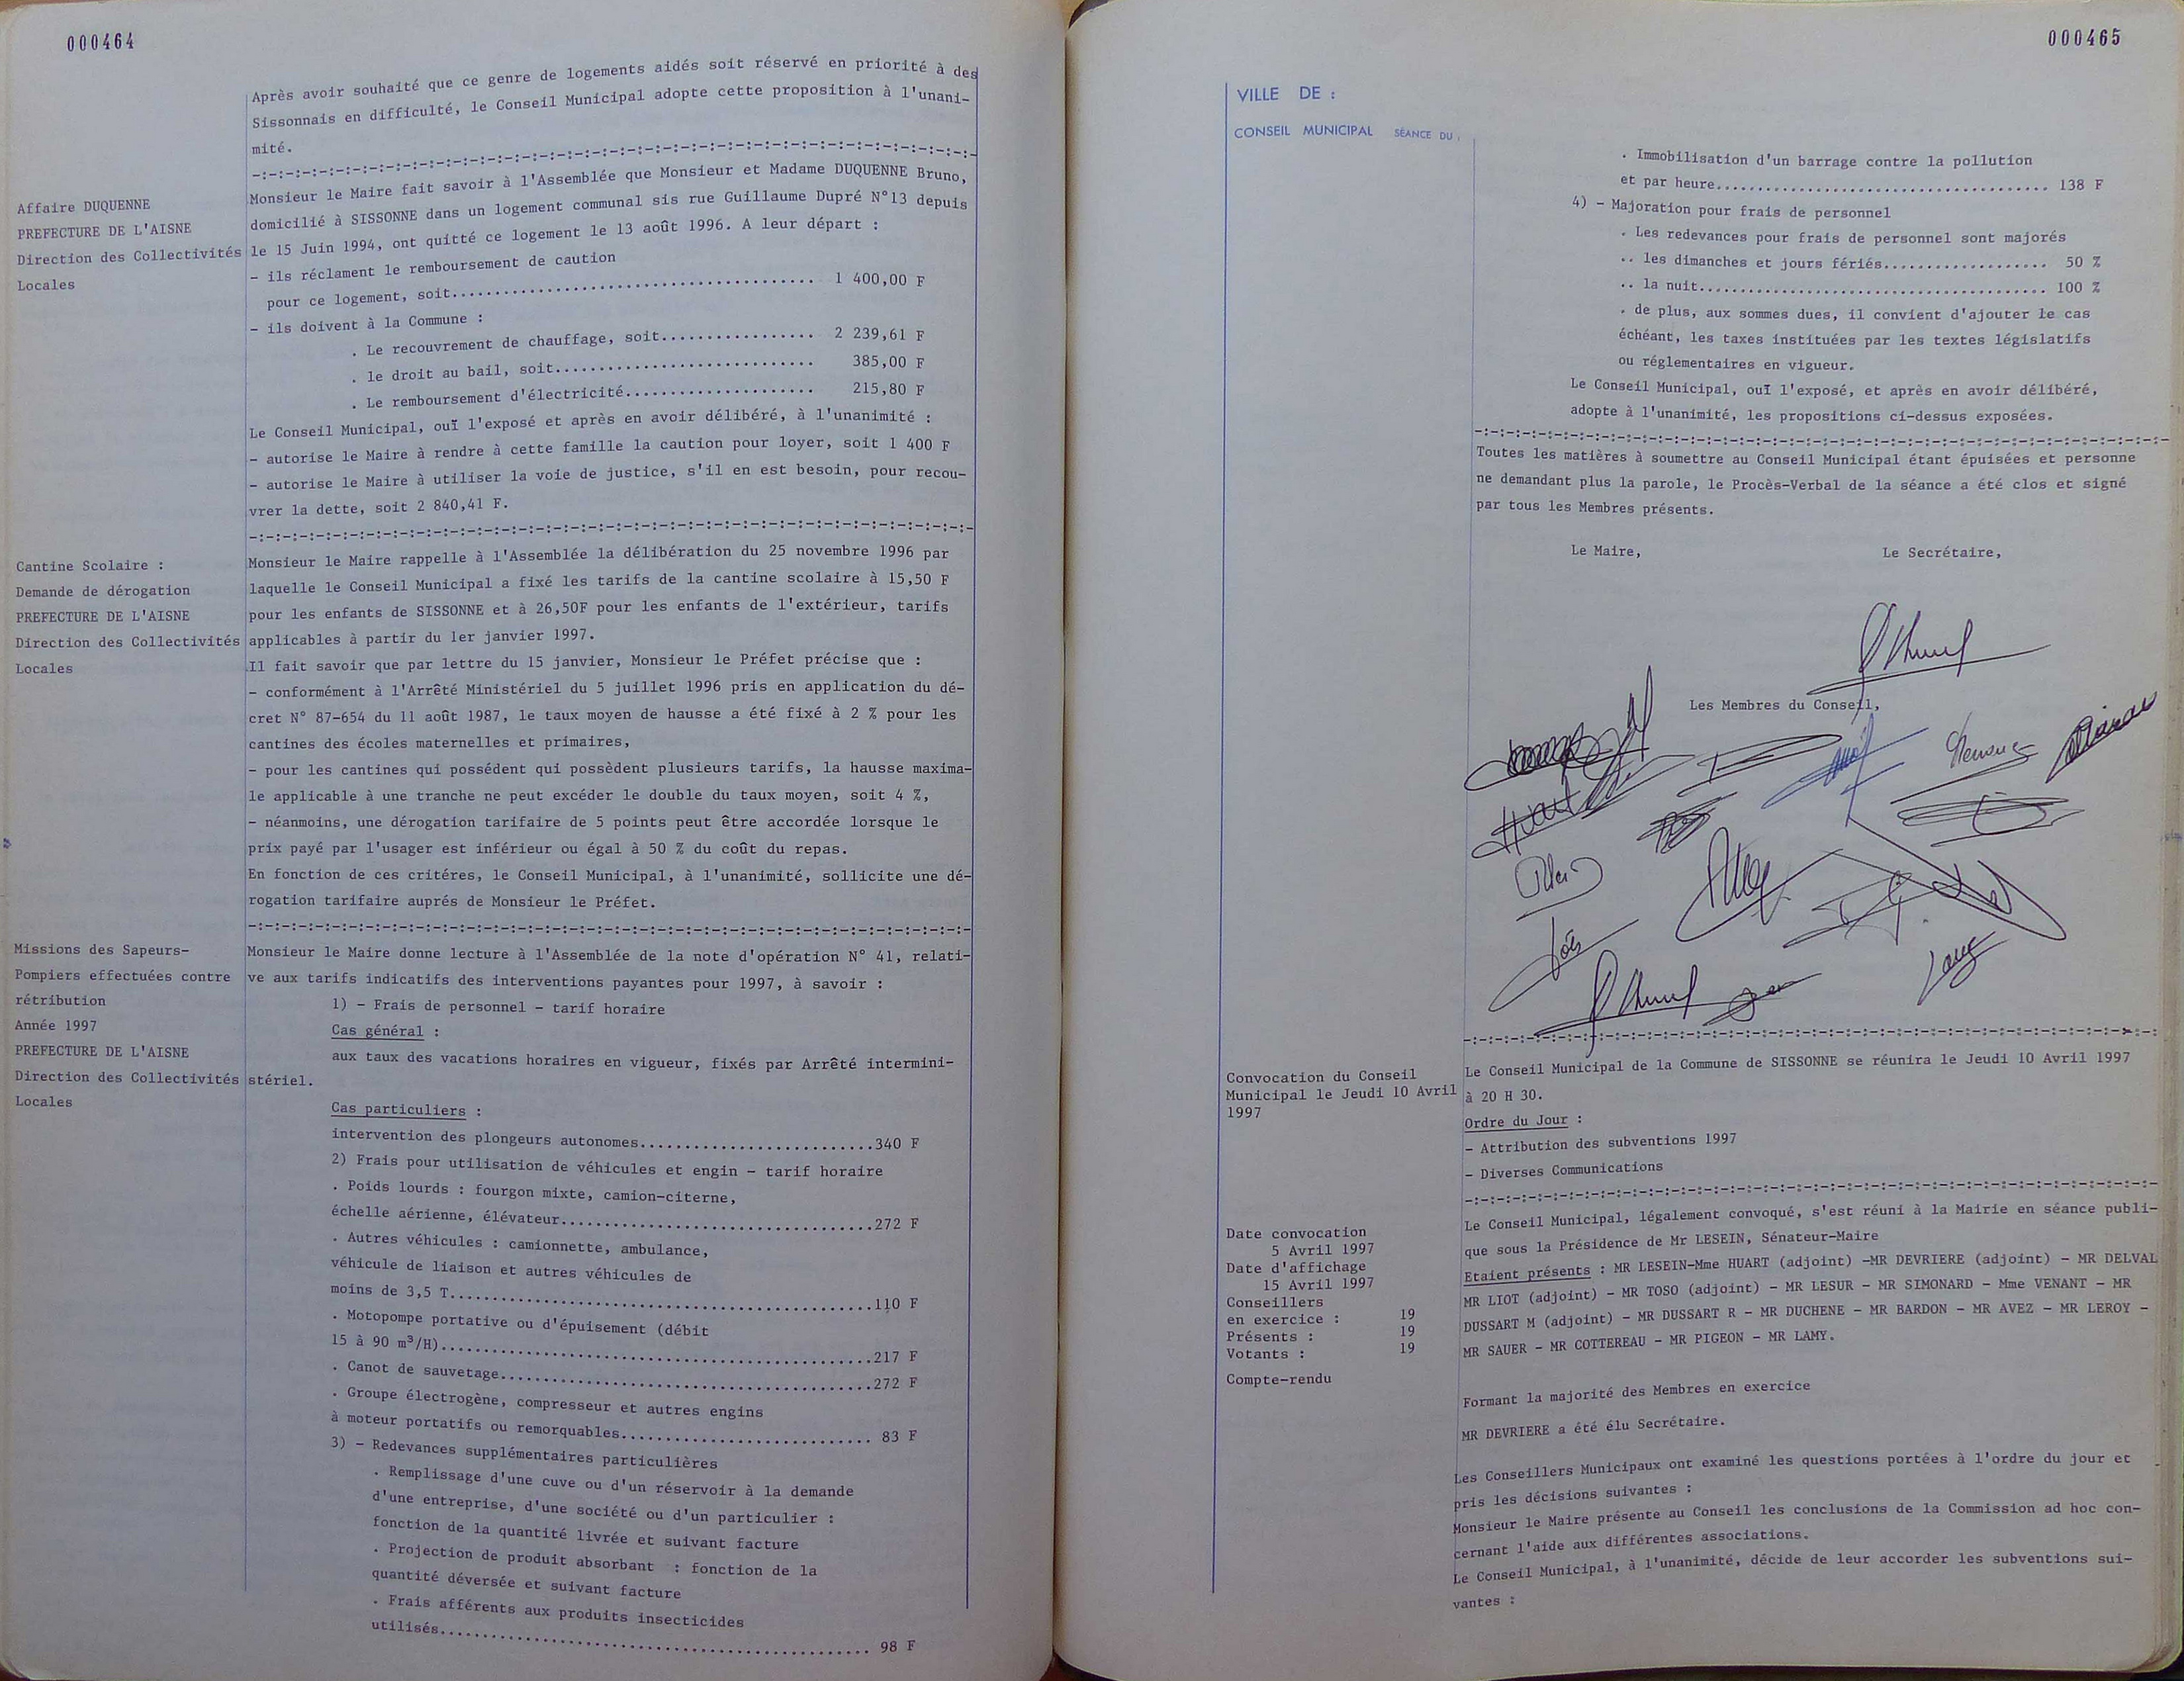 000464
Après avoir souhaité que ce genre de logements aidés soit réservé en priorité à des
Sissonnais en difficulté, le Conseil Municipal adopte cette proposition à l'unani-
mité.
-:-:-:-:-:-:-:-:-:-:-:-:-:-:-:-:-:-:-:-:-:-:-:-:-:-:-:-:-:-:-:-:-:-:-:-:-:-:-:-
Affaire DUQUENNE
PREFECTURE DE L'AISNE
Direction des Collectivités
Locales
Monsieur le Maire fait savoir à l'Assemblée que Monsieur et Madame DUQUENNE Bruno,
domicilié à SISSONNE dans un logement communal sis rue Guillaume Dupré N°13 depuis
le 15 Juin 1994, ont quitté ce logement le 13 août 1996. A leur départ :
- ils réclament le remboursement de caution
pour ce logement, soit........................................ 1 400,00 F
- ils doivent à la Commune :
. Le recouvrement de chauffage, soit................. 2 239,61 F
. le droit au bail, soit............................. 385,00 F
. Le remboursement d'électricité..................... 215,80 F
Le Conseil Municipal, ouï l'exposé et après en avoir délibéré, à l'unanimité :
- autorise le Maire à rendre à cette famille la caution pour loyer, soit 1 400 F
- autorise le Maire à utiliser la voie de justice, s'il en est besoin, pour recou-
vrer la dette, soit 2 840,41 F.
-:-:-:-:-:-:-:-:-:-:-:-:-:-:-:-:-:-:-:-:-:-:-:-:-:-:-:-:-:-:-:-:-:-:-:-:-:-:-:-
Cantine Scolaire :
Demande de dérogation
PREFECTURE DE L'AISNE
Direction des Collectivités
Locales
Monsieur le Maire rappelle à l'Assemblée la délibération du 25 novembre 1996 par
laquelle le Conseil Municipal a fixé les tarifs de la cantine scolaire à 15,50 F
pour les enfants de SISSONNE et à 26,50F pour les enfants de l'extérieur, tarifs
applicables à partir du 1er janvier 1997.
Il fait savoir que par lettre du 15 janvier, Monsieur le Préfet précise que :
- conformément à l'Arrêté Ministériel du 5 juillet 1996 pris en application du dé-
cret N° 87-654 du 11 août 1987, le taux moyen de hausse a été fixé à 2 % pour les
cantines des écoles maternelles et primaires,
- pour les cantines qui possédent qui possèdent plusieurs tarifs, la hausse maxima-
le applicable à une tranche ne peut excéder le double du taux moyen, soit 4 %,
- néanmoins, une dérogation tarifaire de 5 points peut être accordée lorsque le
prix payé par l'usager est inférieur ou égal à 50 % du coût du repas.
En fonction de ces critéres, le Conseil Municipal, à l'unanimité, sollicite une dé-
rogation tarifaire auprés de Monsieur le Préfet.
-:-:-:-:-:-:-:-:-:-:-:-:-:-:-:-:-:-:-:-:-:-:-:-:-:-:-:-:-:-:-:-:-:-:-:-:-:-:-:-
Missions des Sapeurs-
Pompiers effectuées contre
rétribution
Année 1997
PREFECTURE DE L'AISNE
Direction des Collectivités
Locales
Monsieur le Maire donne lecture à l'Assemblée de la note d'opération N° 41, relati-
ve aux tarifs indicatifs des interventions payantes pour 1997, à savoir :
1) - Frais de personnel - tarif horaire
Cas général :
aux taux des vacations horaires en vigueur, fixés par Arrêté intermini-
stériel.
Cas particuliers :
intervention des plongeurs autonomes..........................340 F
2) Frais pour utilisation de véhicules et engin - tarif horaire
. Poids lourds : fourgon mixte, camion-citerne,
échelle aérienne, élévateur...................................272 F
. Autres véhicules : camionnette, ambulance,
véhicule de liaison et autres véhicules de
moins de 3,5 T...............................................110 F
. Motopompe portative ou d'épuisement (débit
15 à 90 m³/H)................................................217 F
. Canot de sauvetage.........................................272 F
. Groupe électrogène, compresseur et autres engins
à moteur portatifs ou remorquables............................ 83 F
3) - Redevances supplémentaires particulières
. Remplissage d'une cuve ou d'un réservoir à la demande
d'une entreprise, d'une société ou d'un particulier :
fonction de la quantité livrée et suivant facture
. Projection de produit absorbant : fonction de la
quantité déversée et suivant facture
. Frais afférents aux produits insecticides
utilisés................................................ 98 F
000465
VILLE DE :
CONSEIL MUNICIPAL SÉANCE DU :
. Immobilisation d'un barrage contre la pollution
et par heure........................................ 138 F
4) - Majoration pour frais de personnel
. Les redevances pour frais de personnel sont majorés
.. les dimanches et jours fériés.................... 50 %
.. la nuit.......................................... 100 %
. de plus, aux sommes dues, il convient d'ajouter le cas
échéant, les taxes instituées par les textes législatifs
ou réglementaires en vigueur.
Le Conseil Municipal, ouï l'exposé, et après en avoir délibéré,
adopte à l'unanimité, les propositions ci-dessus exposées.
-:-:-:-:-:-:-:-:-:-:-:-:-:-:-:-:-:-:-:-:-:-:-:-:-:-:-:-:-:-:-:-:-:-:-:-:-:-:-:-
Toutes les matières à soumettre au Conseil Municipal étant épuisées et personne
ne demandant plus la parole, le Procès-Verbal de la séance a été clos et signé
par tous les Membres présents.
Le Maire, Le Secrétaire,
Les Membres du Conseil,
-:-:-:-:-:-:-:-:-:-:-:-:-:-:-:-:-:-:-:-:-:-:-:-:-:-:-:-:-:-:-:-:-:-:-:-:-:-:-:-
Convocation du Conseil
Municipal le Jeudi 10 Avril
1997
Le Conseil Municipal de la Commune de SISSONNE se réunira le Jeudi 10 Avril 1997
à 20 H 30.
Ordre du Jour :
- Attribution des subventions 1997
- Diverses Communications
-:-:-:-:-:-:-:-:-:-:-:-:-:-:-:-:-:-:-:-:-:-:-:-:-:-:-:-:-:-:-:-:-:-:-:-:-:-:-:-
Date convocation
5 Avril 1997
Date d'affichage
15 Avril 1997
Conseillers
en exercice : 19
Présents : 19
Votants : 19
Compte-rendu
Le Conseil Municipal, légalement convoqué, s'est réuni à la Mairie en séance publi-
que sous la Présidence de Mr LESEIN, Sénateur-Maire
Etaient présents : MR LESEIN-Mme HUART (adjoint) -MR DEVRIERE (adjoint) - MR DELVAL
MR LIOT (adjoint) - MR TOSO (adjoint) - MR LESUR - MR SIMONARD - Mme VENANT - MR
DUSSART M (adjoint) - MR DUSSART R - MR DUCHENE - MR BARDON - MR AVEZ - MR LEROY -
MR SAUER - MR COTTEREAU - MR PIGEON - MR LAMY.
Formant la majorité des Membres en exercice
MR DEVRIERE a été élu Secrétaire.
Les Conseillers Municipaux ont examiné les questions portées à l'ordre du jour et
pris les décisions suivantes :
Monsieur le Maire présente au Conseil les conclusions de la Commission ad hoc con-
cernant l'aide aux différentes associations.
Le Conseil Municipal, à l'unanimité, décide de leur accorder les subventions sui-
vantes :